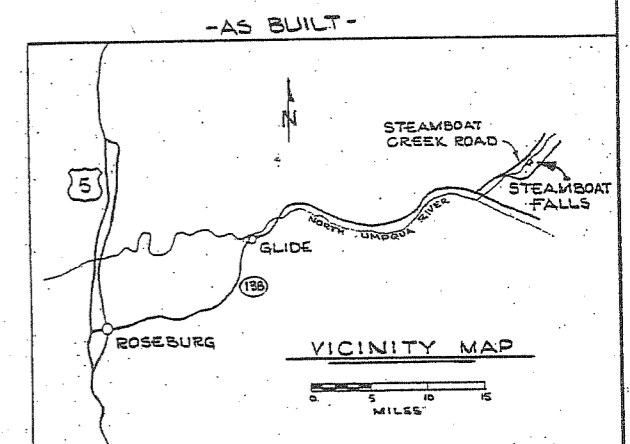 -AS BUILT-
N
STEAMBOAT
CREEK ROAD
5
STEAMBOAT
FALLS
NORTH UMPQUA RIVER
GLIDE
138
ROSEBURG
VICINITY MAP
0 5 10 15
MILES